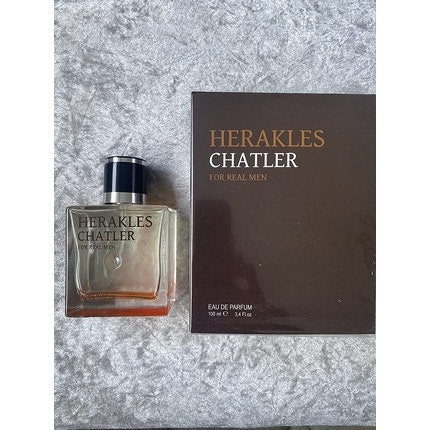 HERAKLES
CHATLER
FOR REAL MEN
HERAKLES
CHATLER
FOR REAL MEN
EAU DE PARFUM
100 ml ℮ 3.4 Fl.oz